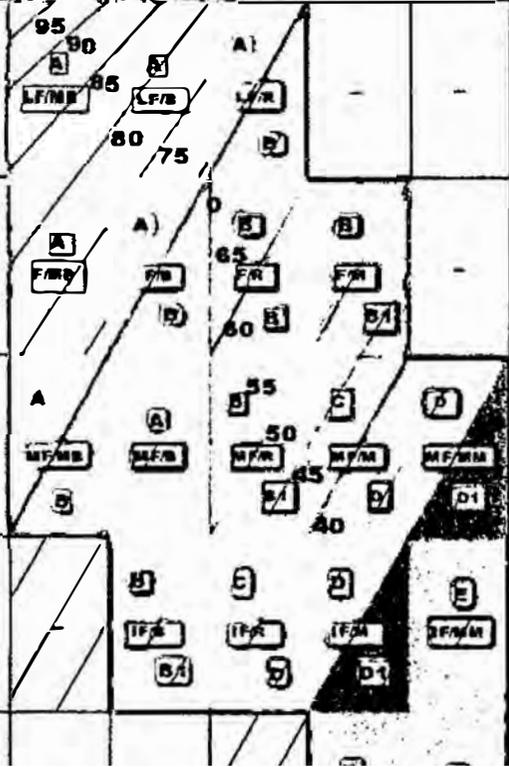 95
90
A
A
A)
LF/MB
85
LF/B
LF/R
80
75
B
0
A
A)
B
B
65
F/MB
F/B
F/R
F/M
B
60
B
B1
A
55
A
B
C
D
50
MF/MB
MF/B
MF/R
MF/M
MF/MM
45
B
B1
D
D1
40
B
C
D
E
IF/B
IF/R
IF/M
IF/MM
B1
D
D1